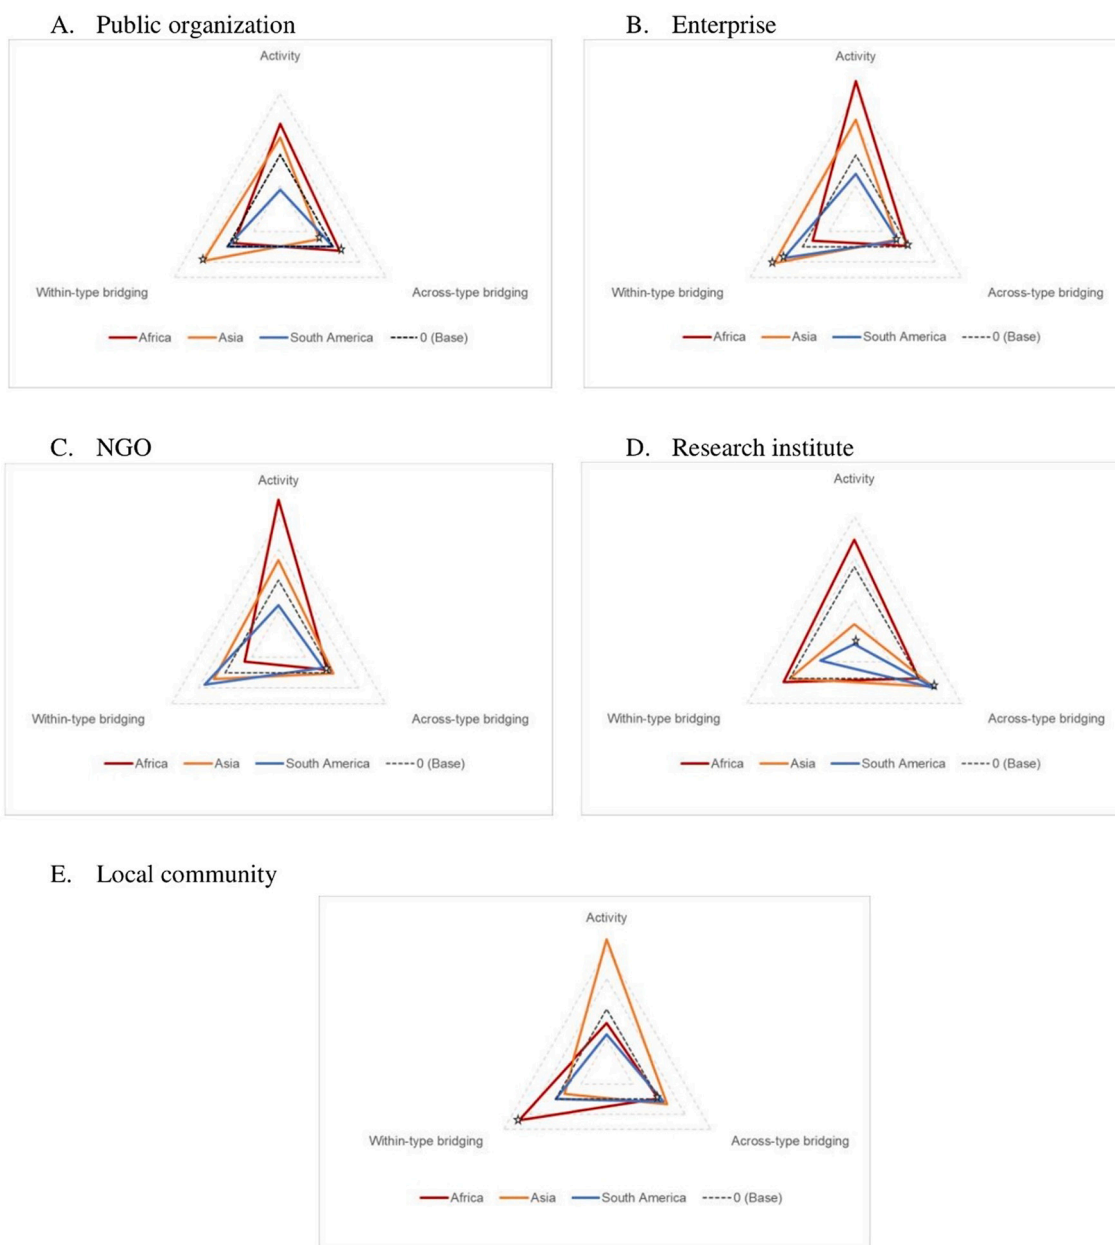 A. Public organization
Activity
Within-type bridging
Across-type bridging
Africa Asia South America 0 (Base)
B. Enterprise
Activity
Within-type bridging
Across-type bridging
Africa Asia South America 0 (Base)
C. NGO
Activity
Within-type bridging
Across-type bridging
Africa Asia South America 0 (Base)
D. Research institute
Activity
Within-type bridging
Across-type bridging
Africa Asia South America 0 (Base)
E. Local community
Activity
Within-type bridging
Across-type bridging
Africa Asia South America 0 (Base)